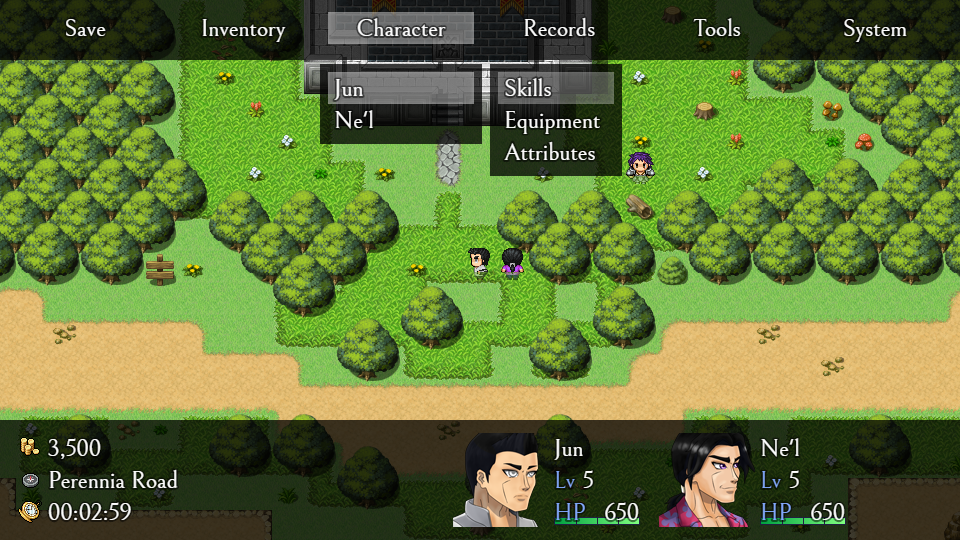 Save Inventory Character Records Tools System
Jun
Ne'l
Skills
Equipment
Attributes
3,500
Perennia Road
00:02:59
Jun
Lv 5
HP 650
Ne'l
Lv 5
HP 650